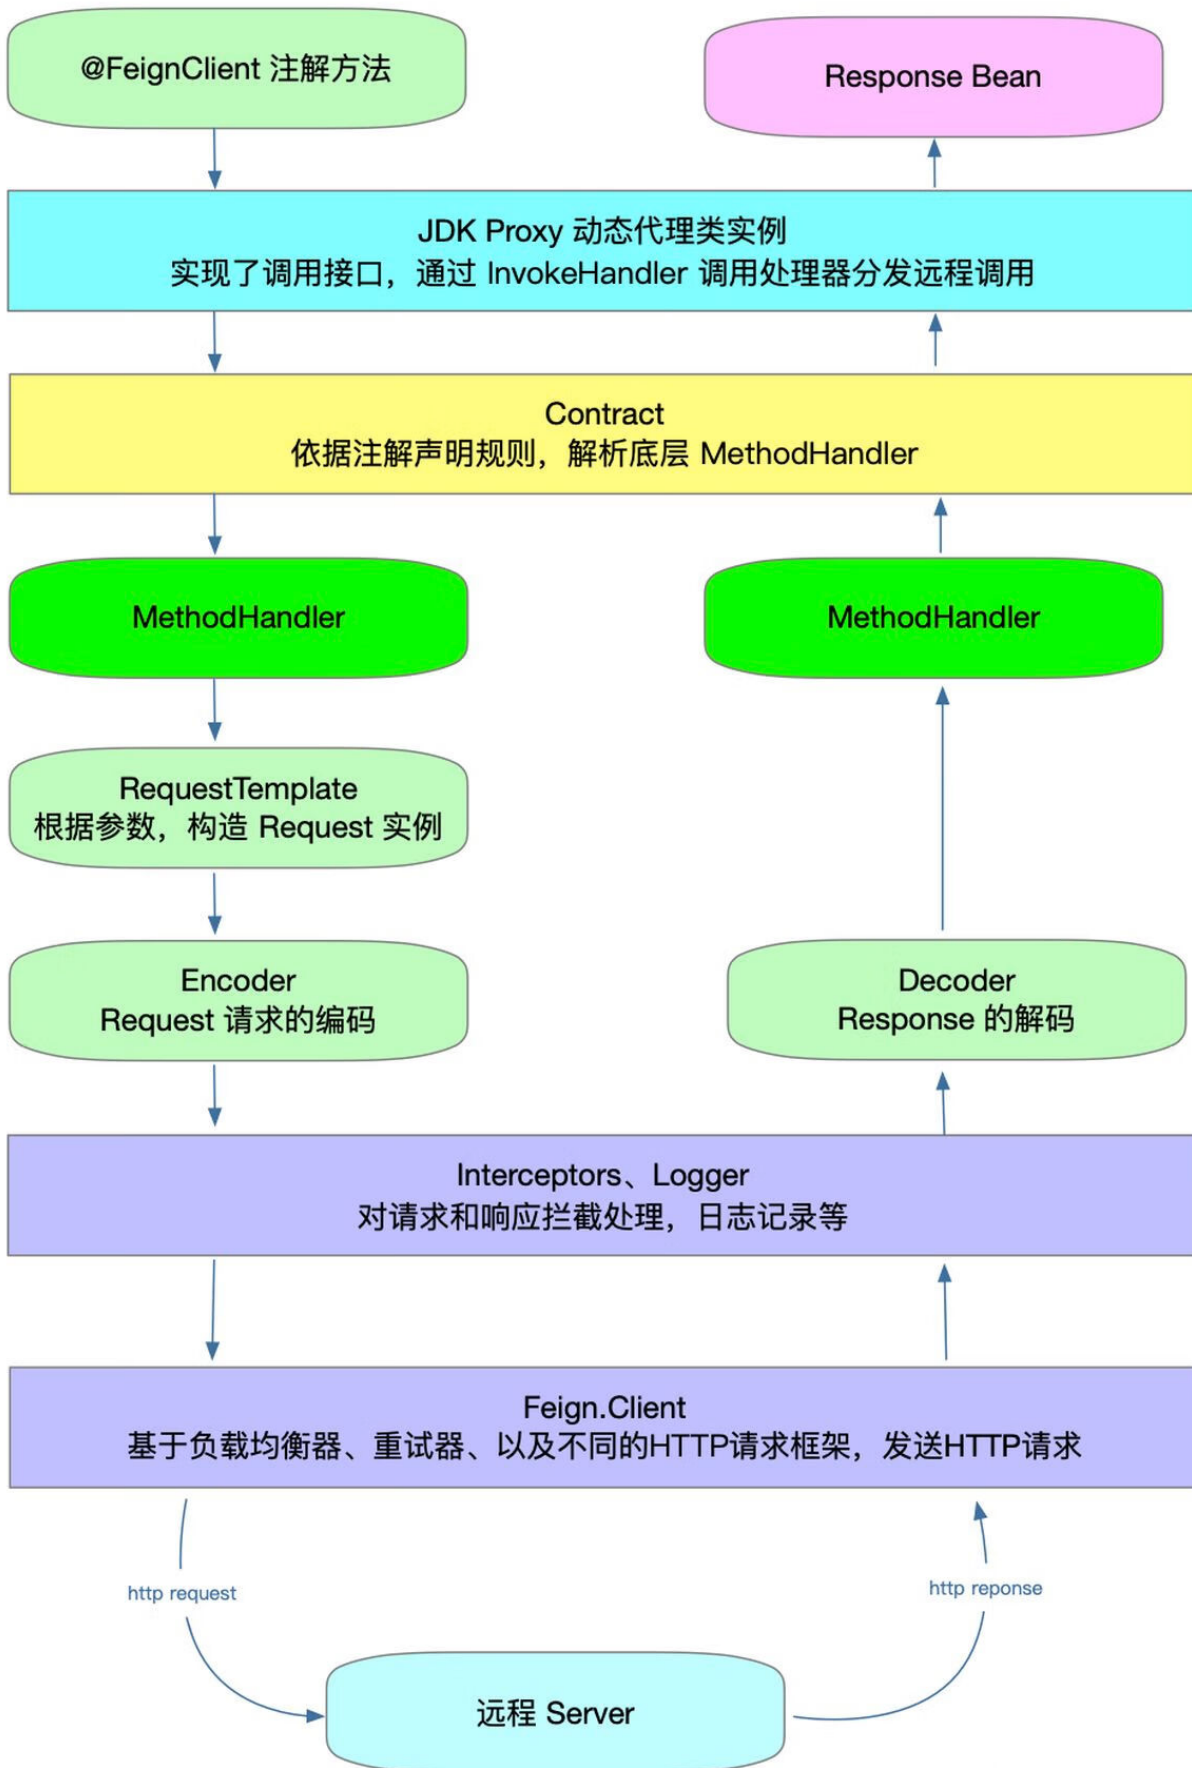 @FeignClient 注解方法
Response Bean
JDK Proxy 动态代理类实例
实现了调用接口，通过 InvokeHandler 调用处理器分发远程调用
Contract
依据注解声明规则，解析底层 MethodHandler
MethodHandler
MethodHandler
RequestTemplate
根据参数，构造 Request 实例
Encoder
Request 请求的编码
Decoder
Response 的解码
Interceptors、Logger
对请求和响应拦截处理，日志记录等
Feign.Client
基于负载均衡器、重试器、以及不同的HTTP请求框架，发送HTTP请求
http request
http reponse
远程 Server